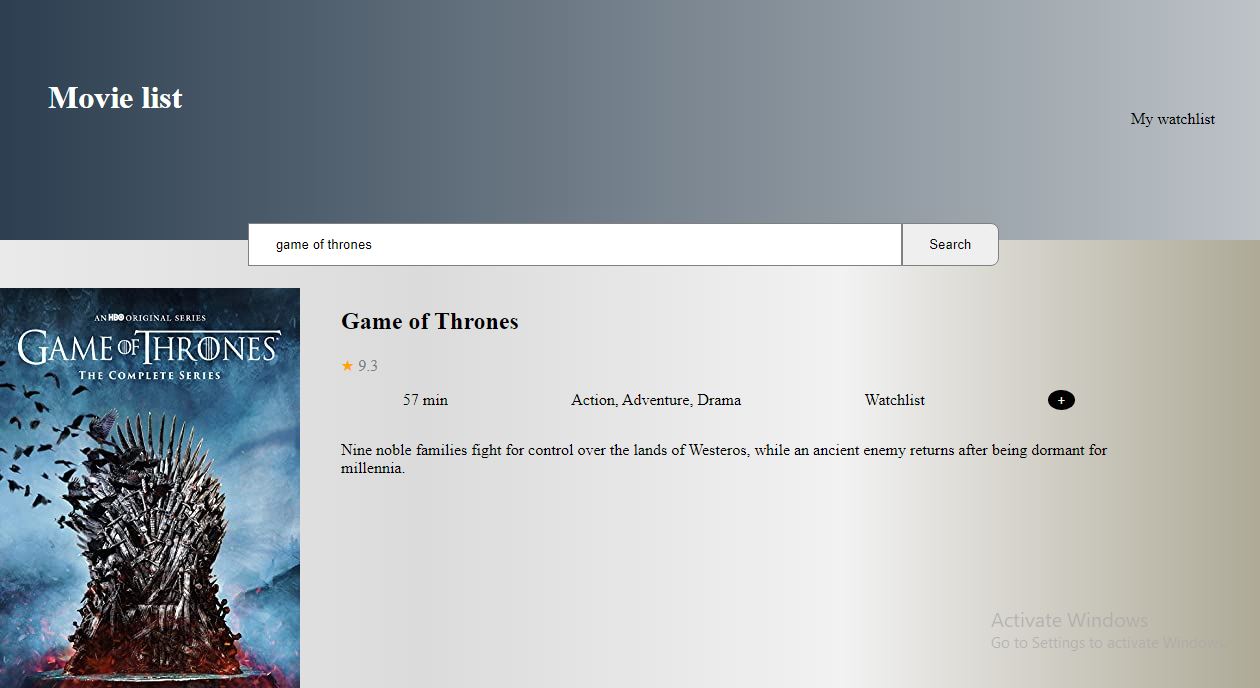 Movie list
My watchlist
game of thrones
Search
AN HBO ORIGINAL SERIES
GAME OF THRONES
THE COMPLETE SERIES
Game of Thrones
★ 9.3
57 min
Action, Adventure, Drama
Watchlist
+
Nine noble families fight for control over the lands of Westeros, while an ancient enemy returns after being dormant for
millennia.
Activate Windows
Go to Settings to activate Windows.